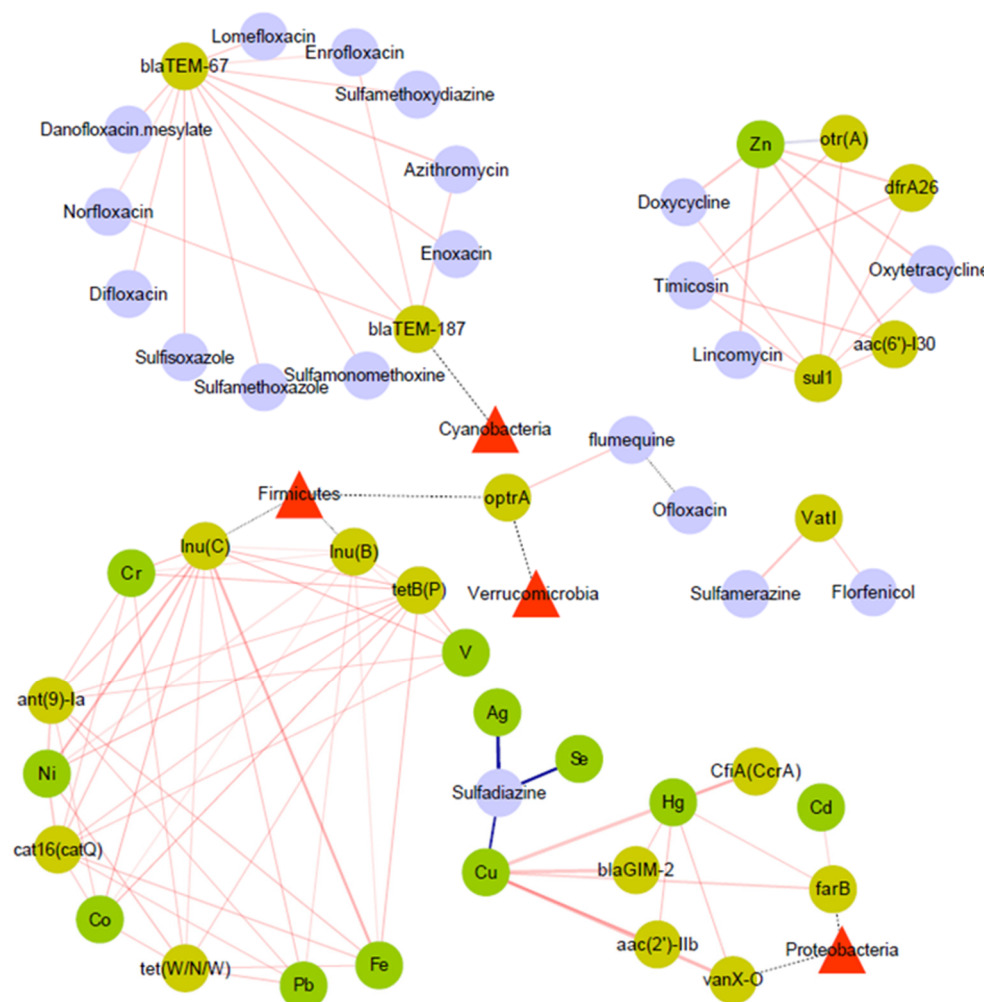 Lomefloxacin
Enrofloxacin
blaTEM-67
Sulfamethoxydiazine
Danofloxacin.mesylate
Azithromycin
Norfloxacin
Enoxacin
Difloxacin
blaTEM-187
Sulfisoxazole
Sulfamethoxazole
Sulfamonomethoxine
Cyanobacteria
Zn
otr(A)
dfrA26
Doxycycline
Oxytetracycline
Timicosin
aac(6')-I30
Lincomycin
sul1
flumequine
Firmicutes
optrA
Ofloxacin
VatI
lnu(C)
lnu(B)
Cr
tetB(P)
Verrucomicrobia
Sulfamerazine
Florfenicol
V
ant(9)-Ia
Ag
Ni
Se
Sulfadiazine
Hg
CfiA(CcrA)
Cd
cat16(catQ)
Cu
blaGIM-2
farB
Co
aac(2')-IIb
Proteobacteria
tet(W/N/W)
Pb
Fe
vanX-O